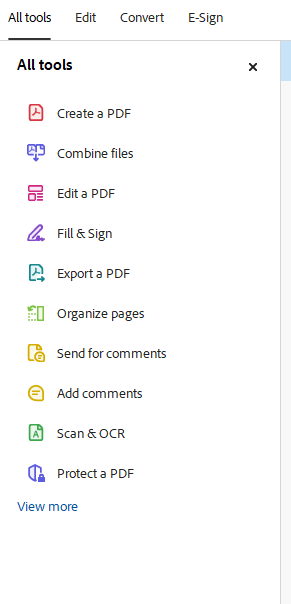 All tools Edit Convert E-Sign
All tools
Create a PDF
Combine files
Edit a PDF
Fill & Sign
Export a PDF
Organize pages
Send for comments
Add comments
Scan & OCR
Protect a PDF
View more